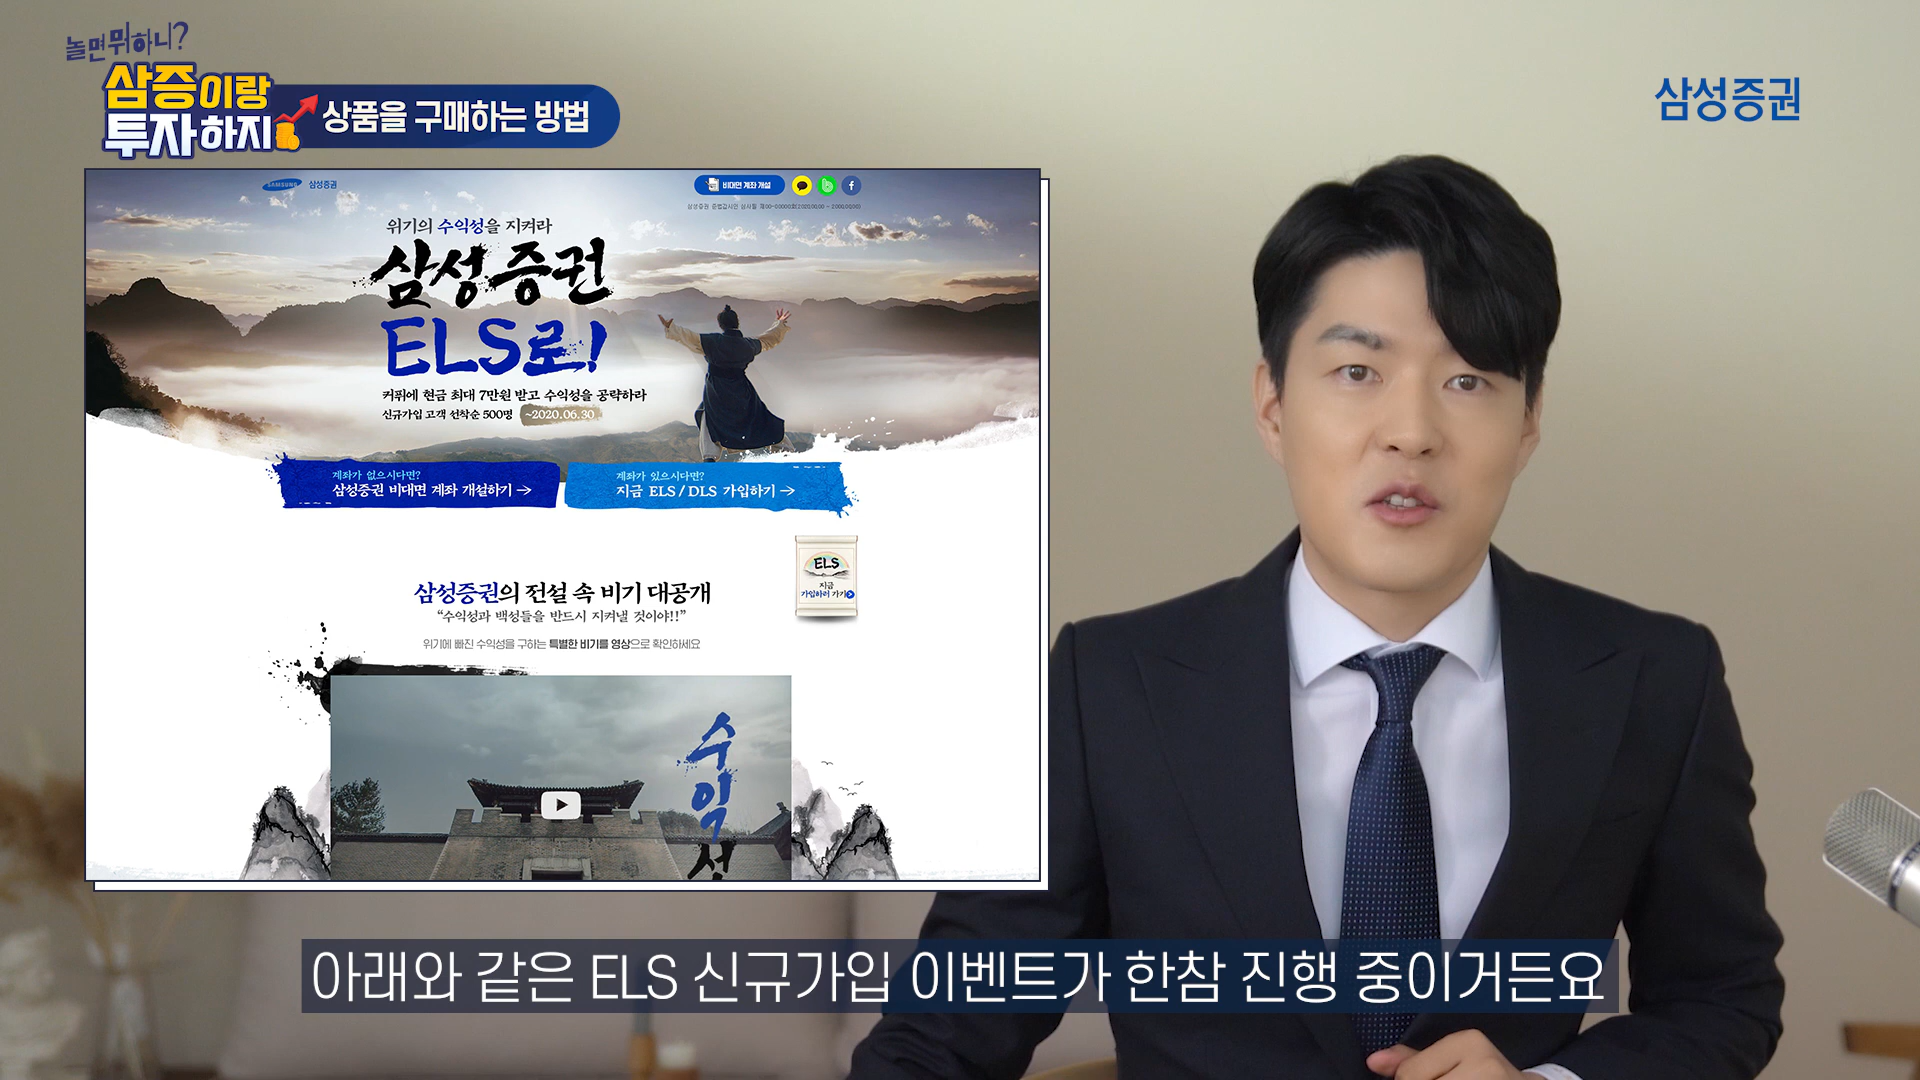 놀면 뭐하니?
삼증이랑
투자하지
상품을 구매하는 방법
삼성증권
SAMSUNG 삼성증권
비대면 계좌 개설
위기의 수익성을 지켜라
삼성증권
ELS로!
커퓌에 현금 최대 7만원 받고 수익성을 공략하라
신규가입 고객 선착순 500명 ~2020.06.30
계좌가 없으시다면?
삼성증권 비대면 계좌 개설하기 →
계좌가 있으시다면?
지금 ELS / DLS 가입하기 →
ELS
지금
가입하러 가기
삼성증권의 전설 속 비기 대공개
“수익성과 백성들을 반드시 지켜낼 것이야!!”
위기에 빠진 수익성을 구하는 특별한 비기를 영상으로 확인하세요
수익성
아래와 같은 ELS 신규가입 이벤트가 한참 진행 중이거든요